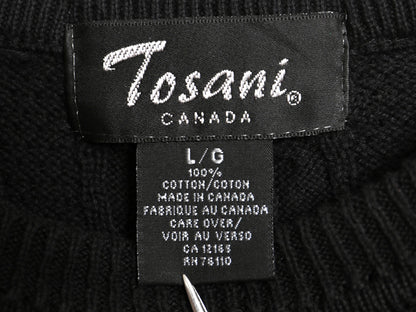 Tosani®
CANADA
L/G
100%
COTTON/COTON
MADE IN CANADA
FABRIQUE AU CANADA
CARE OVER/
VOIR AU VERSO
CA 12165
RN 76110